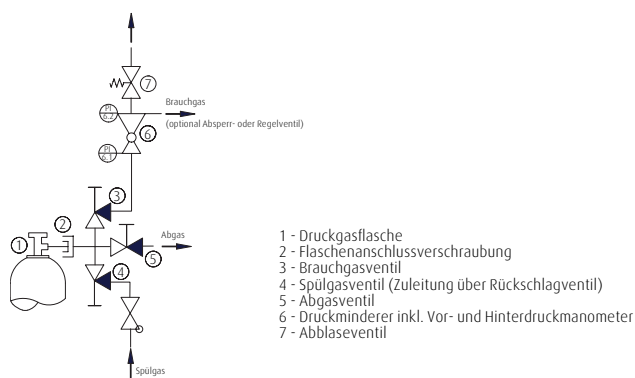 7
Brauchgas
(optional Absperr- oder Regelventil)
PI
6.2
6
PI
6.1
3
2
1
Abgas
5
4
Spülgas
1 - Druckgasflasche
2 - Flaschenanschlussverschraubung
3 - Brauchgasventil
4 - Spülgasventil (Zuleitung über Rückschlagventil)
5 - Abgasventil
6 - Druckminderer inkl. Vor- und Hinterdruckmanometer
7 - Abblaseventil